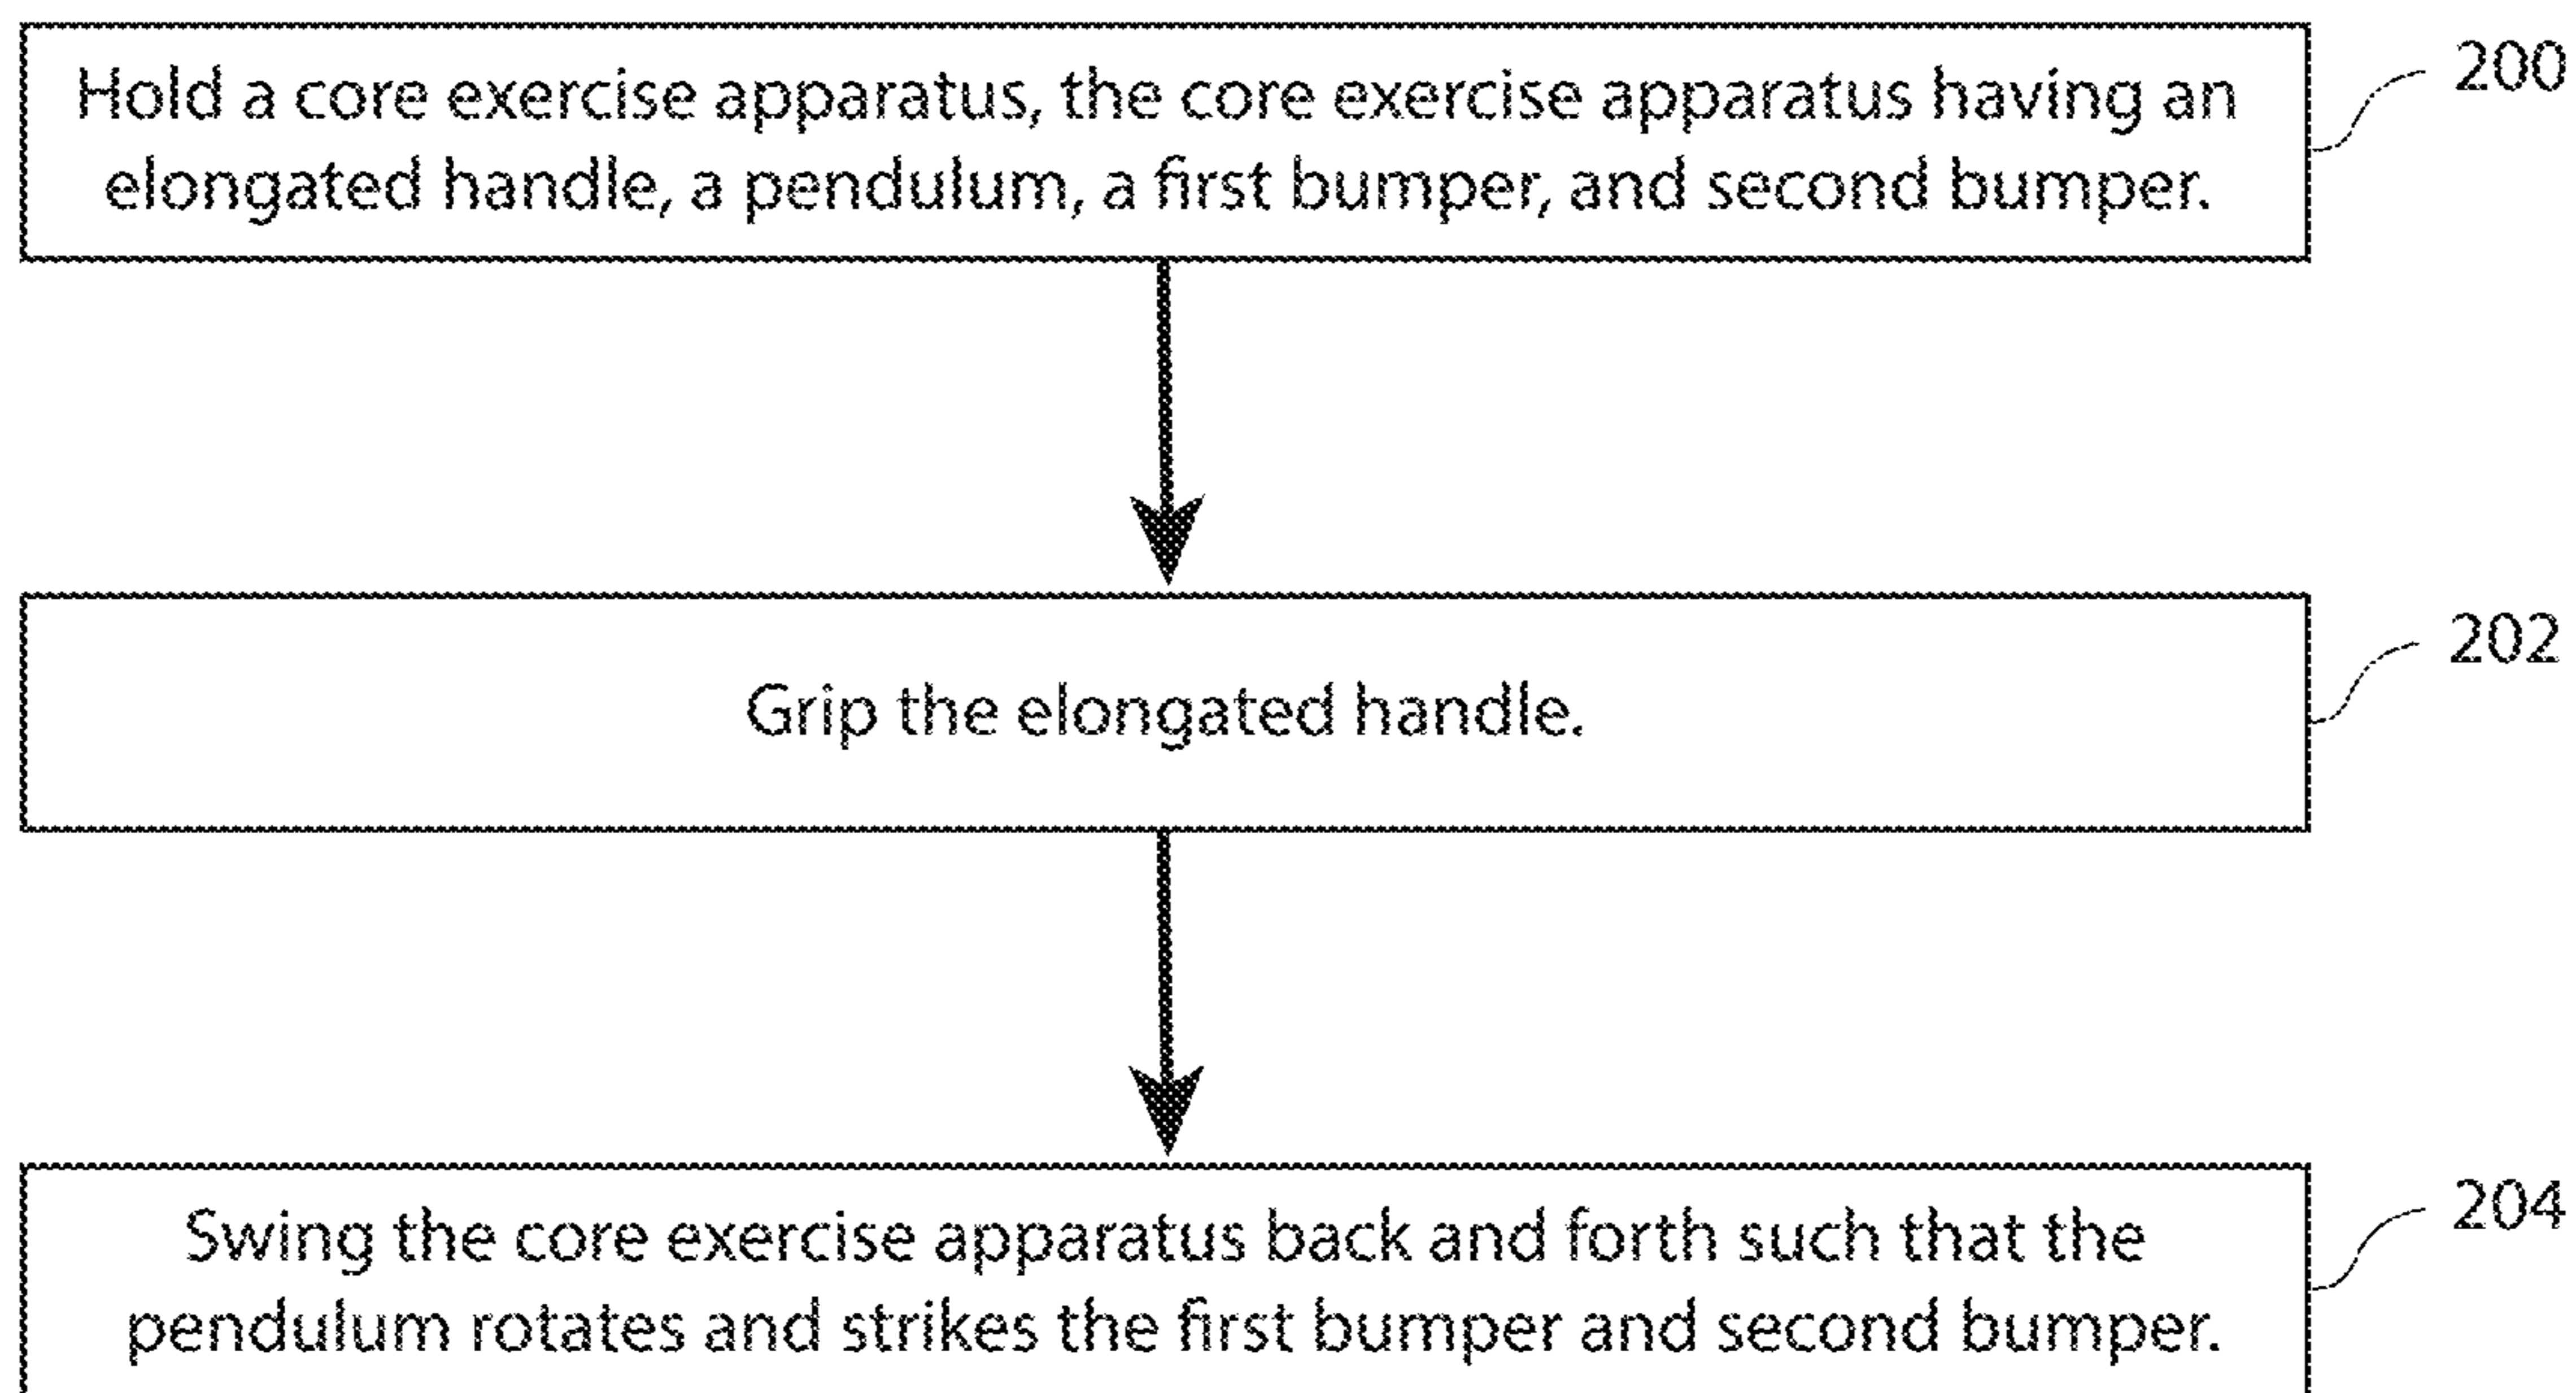 Hold a core exercise apparatus, the core exercise apparatus having an
elongated handle, a pendulum, a first bumper, and second bumper.
200
Grip the elongated handle.
202
Swing the core exercise apparatus back and forth such that the
pendulum rotates and strikes the first bumper and second bumper.
204